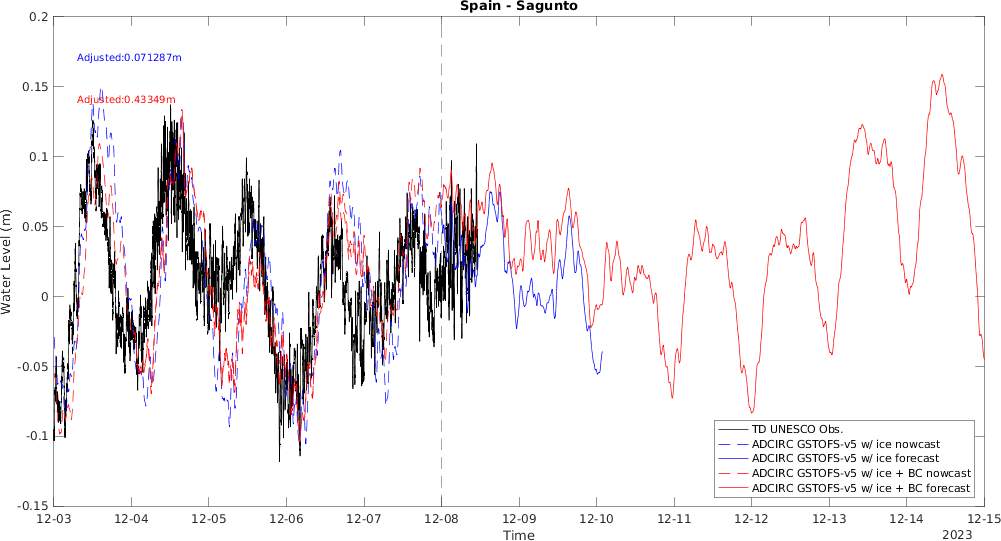 Spain - Sagunto
0.2
0.15
0.1
0.05
0
-0.05
-0.1
-0.15
Water Level (m)
Adjusted:0.071287m
Adjusted:0.43349m
TD UNESCO Obs.
ADCIRC GSTOFS-v5 w/ ice nowcast
ADCIRC GSTOFS-v5 w/ ice forecast
ADCIRC GSTOFS-v5 w/ ice + BC nowcast
ADCIRC GSTOFS-v5 w/ ice + BC forecast
12-03 12-04 12-05 12-06 12-07 12-08 12-09 12-10 12-11 12-12 12-13 12-14 12-15
Time
2023